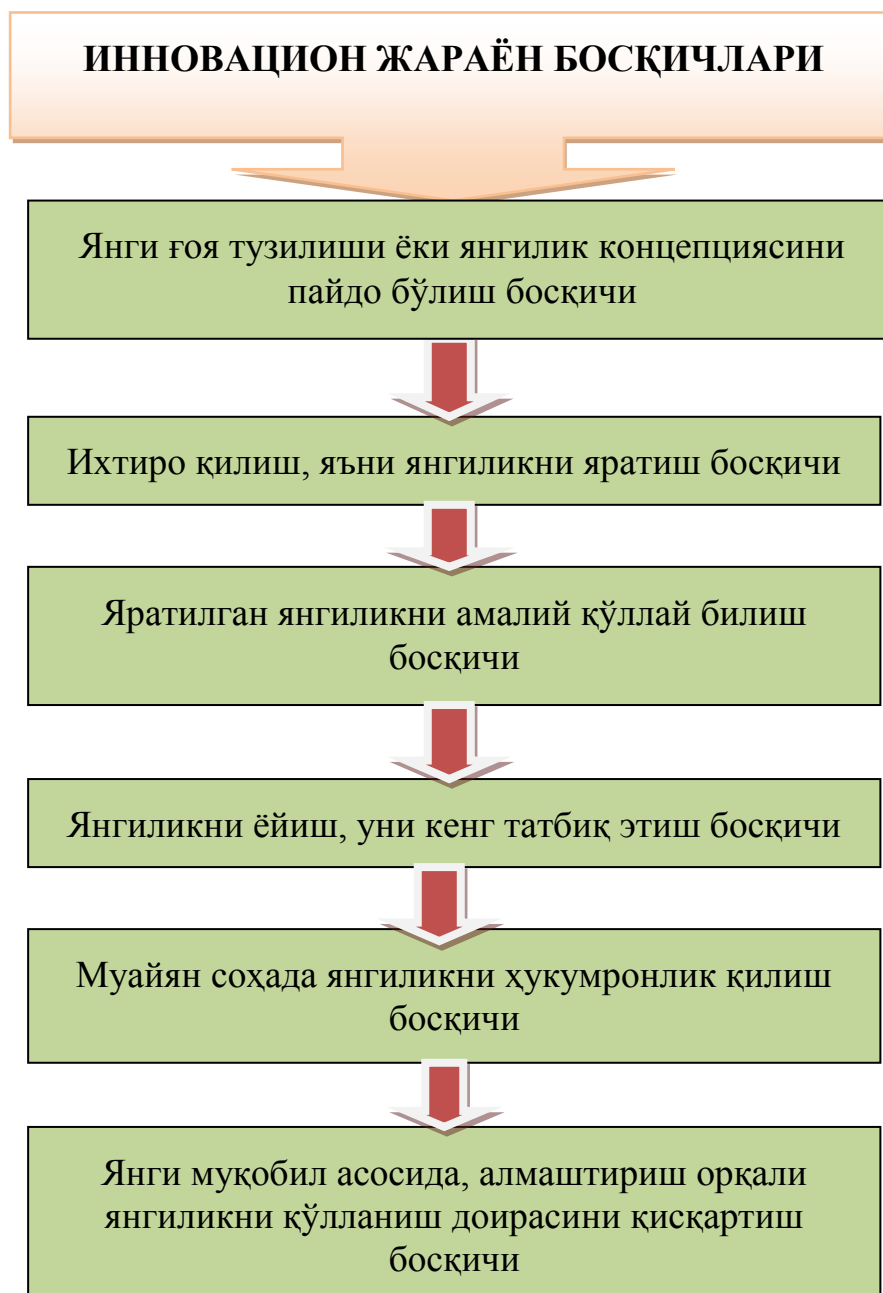 ИННОВАЦИОН ЖАРАЁН БОСҚИЧЛАРИ
Янги ғоя тузилиши ёки янгилик концепциясини
пайдо бўлиш босқичи
Ихтиро қилиш, яъни янгиликни яратиш босқичи
Яратилган янгиликни амалий қўллай билиш
босқичи
Янгиликни ёйиш, уни кенг татбиқ этиш босқичи
Муайян соҳада янгиликни ҳукумронлик қилиш
босқичи
Янги муқобил асосида, алмаштириш орқали
янгиликни қўлланиш доирасини қисқартиш
босқичи